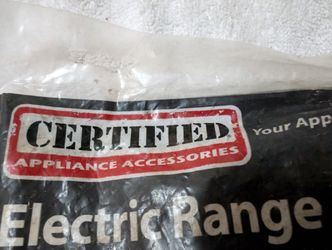 CERTIFIED
APPLIANCE ACCESSORIES
Your App
Electric Range